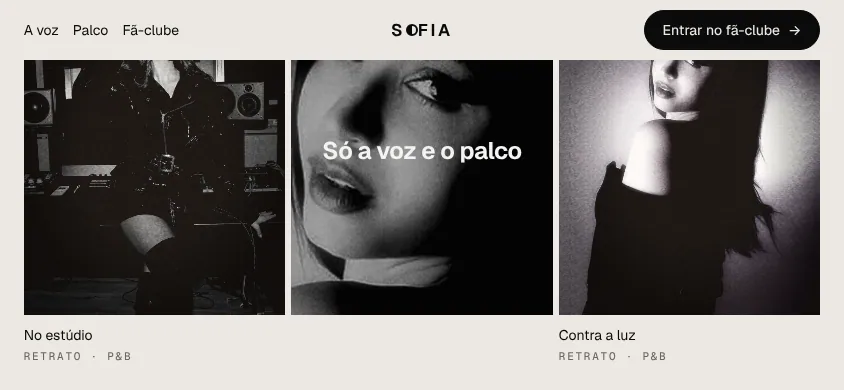 A voz Palco Fã-clube
SOFIA
Entrar no fã-clube →
Só a voz e o palco
No estúdio
RETRATO · P&B
Contra a luz
RETRATO · P&B